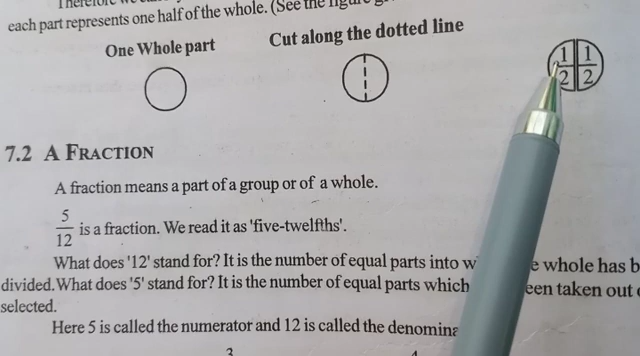 each part represents one half of the whole. (See the figure
One Whole part
Cut along the dotted line
1/2 1/2
7.2 A FRACTION
A fraction means a part of a group or of a whole.
5/12 is a fraction. We read it as 'five-twelfths'.
What does '12' stand for? It is the number of equal parts into w e whole has b
divided. What does '5' stand for? It is the number of equal parts which een taken out
selected.
Here 5 is called the numerator and 12 is called the denomina
3